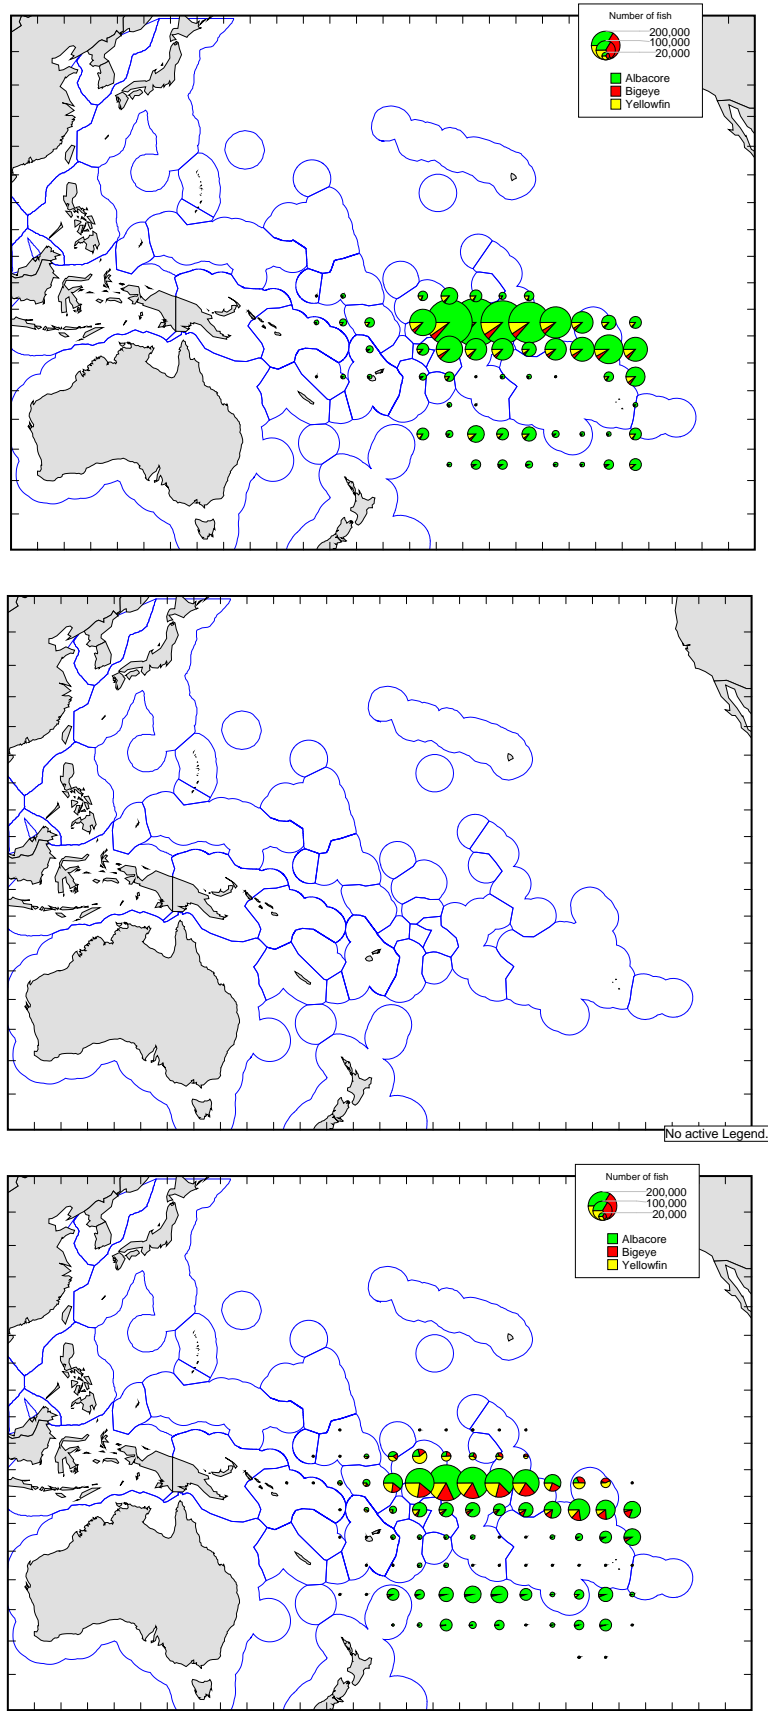 Number of fish
200,000
100,000
20,000
Albacore
Bigeye
Yellowfin
No active Legend.
Number of fish
200,000
100,000
20,000
Albacore
Bigeye
Yellowfin